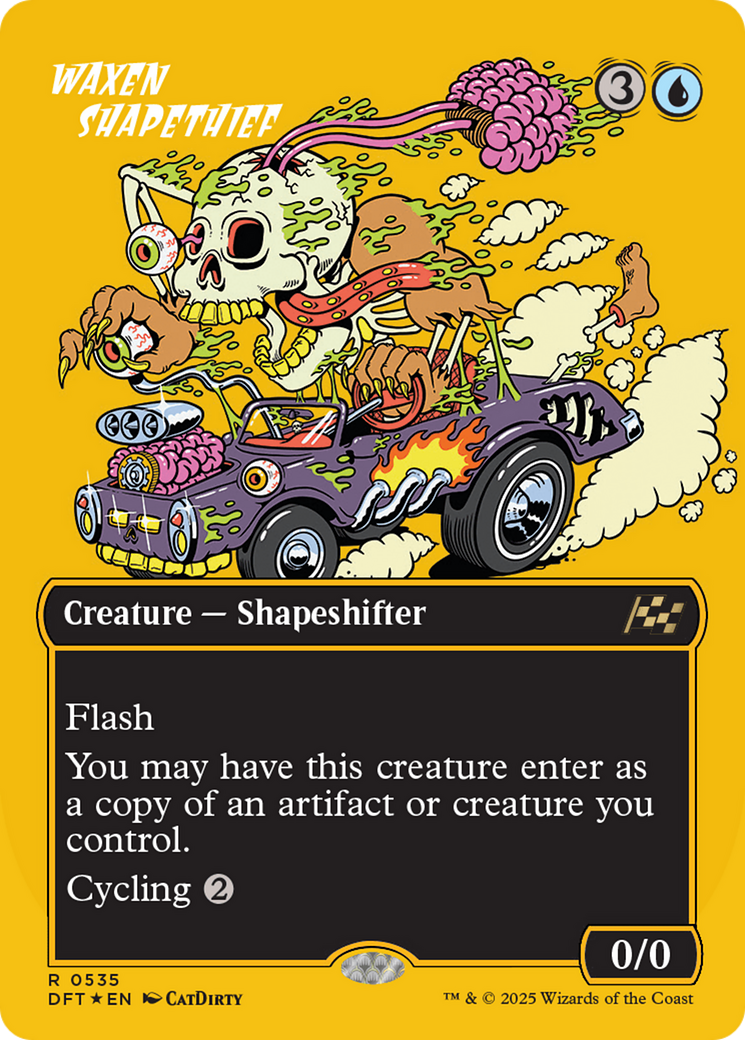 WAXEN
SHAPETHIEF
3
Creature — Shapeshifter
Flash
You may have this creature enter as
a copy of an artifact or creature you
control.
Cycling 2
0/0
R 0535
DFT★EN CATDIRTY
™ & © 2025 Wizards of the Coast